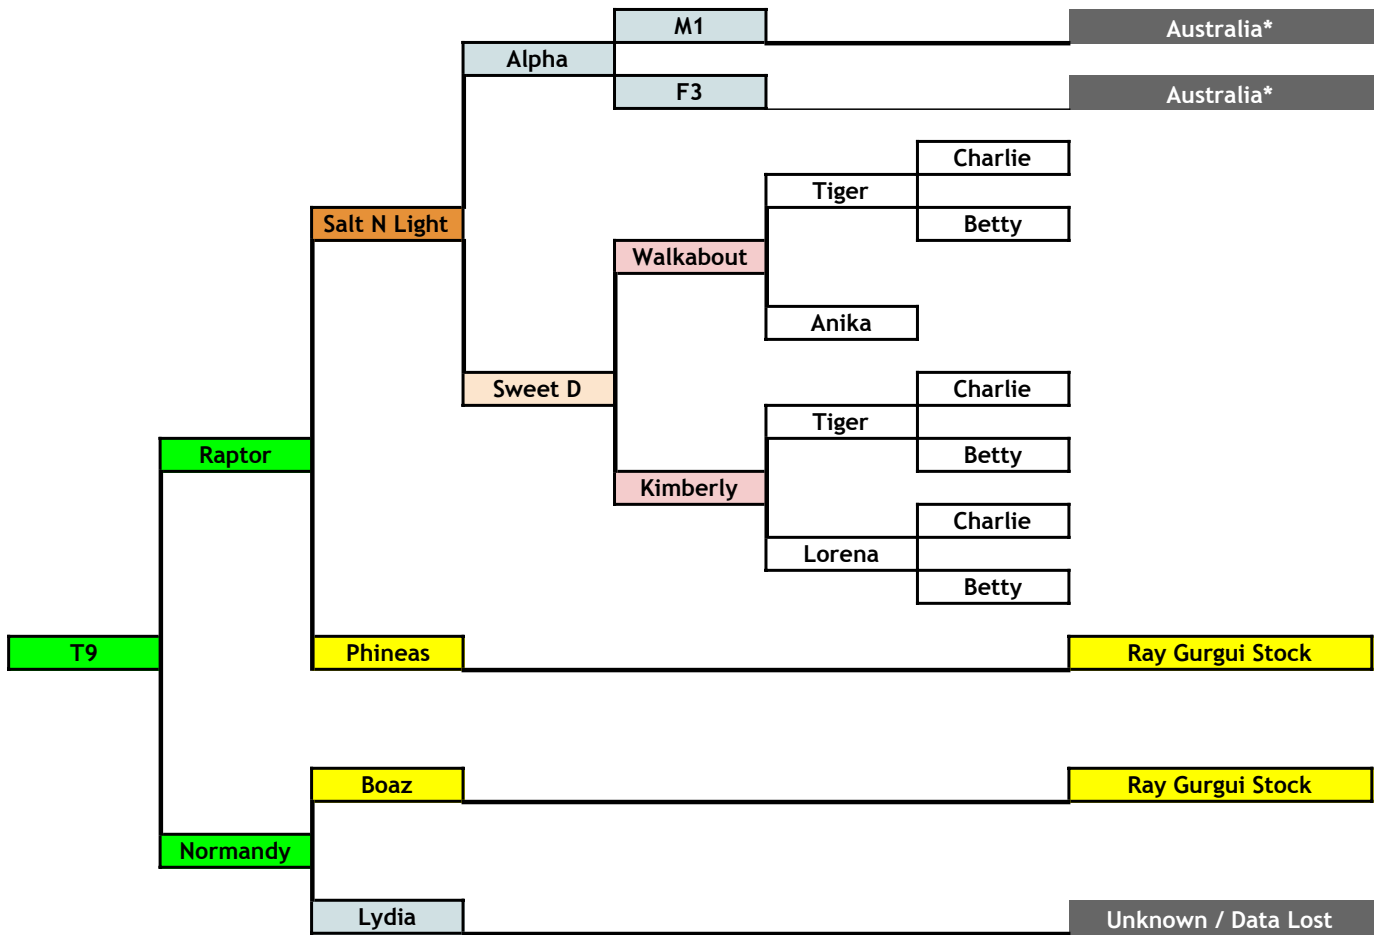 M1
Australia*
Alpha
F3
Australia*
Charlie
Tiger
Salt N Light
Betty
Walkabout
Anika
Sweet D
Charlie
Tiger
Raptor
Betty
Kimberly
Charlie
Lorena
Betty
T9
Phineas
Ray Gurgui Stock
Boaz
Ray Gurgui Stock
Normandy
Lydia
Unknown / Data Lost